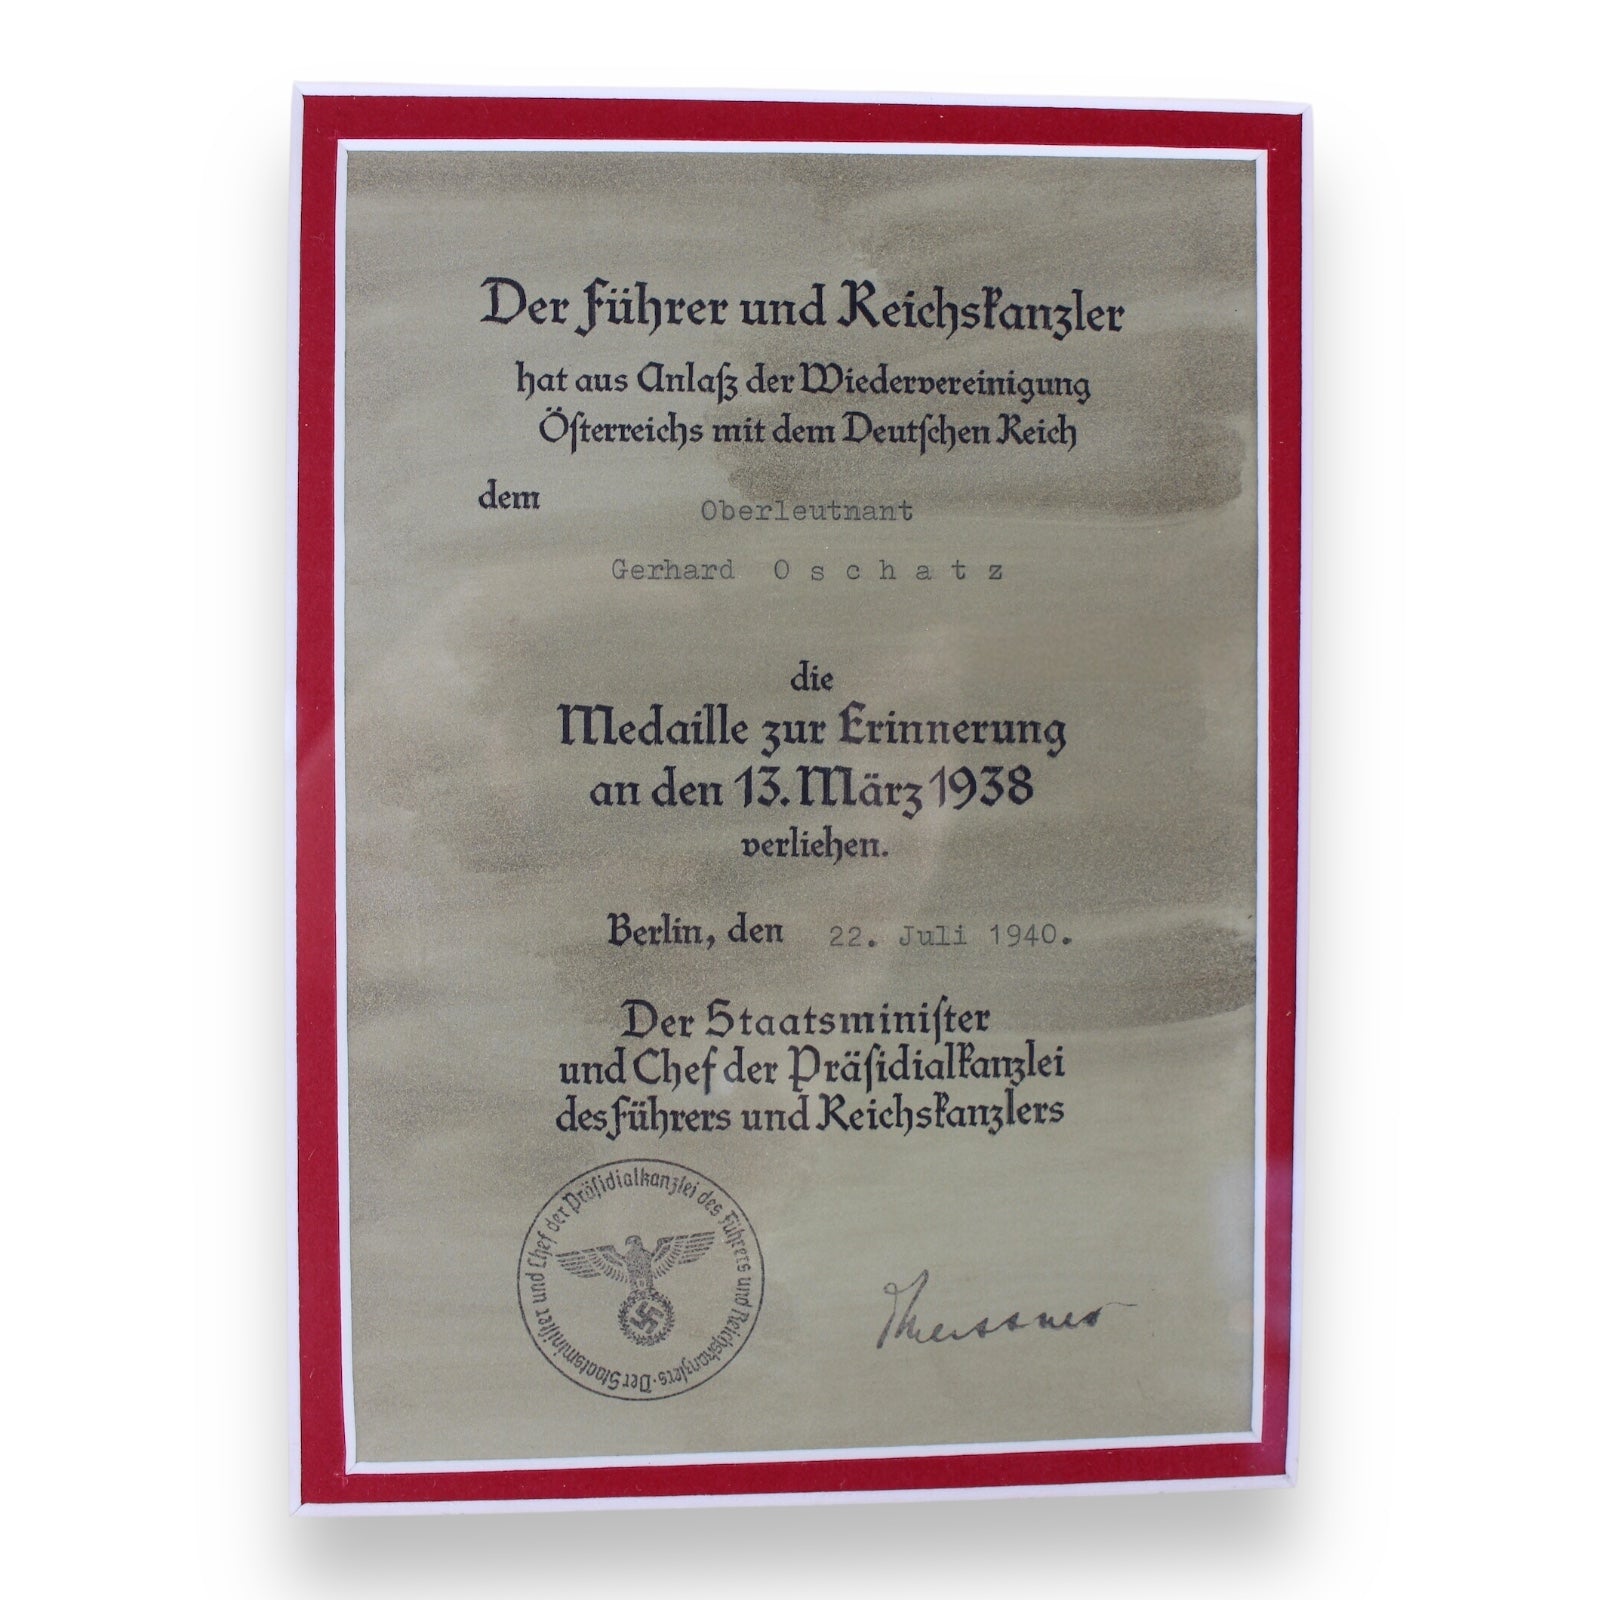 Der Führer und Reichskanzler
hat aus Anlaß der Wiedervereinigung
Öſterreichs mit dem Deutſchen Reich
dem
Oberleutnant
Gerhard O s c h a t z
die
Medaille zur Erinnerung
an den 13. März 1938
verliehen.
Berlin, den 22. Juli 1940.
Der Staatsminiſter
und Chef der Präſidialkanzlei
des Führers und Reichskanzlers
Der Staatsminiſter und Chef der Präſidialkanzlei des Führers und Reichskanzlers ·
Meissner